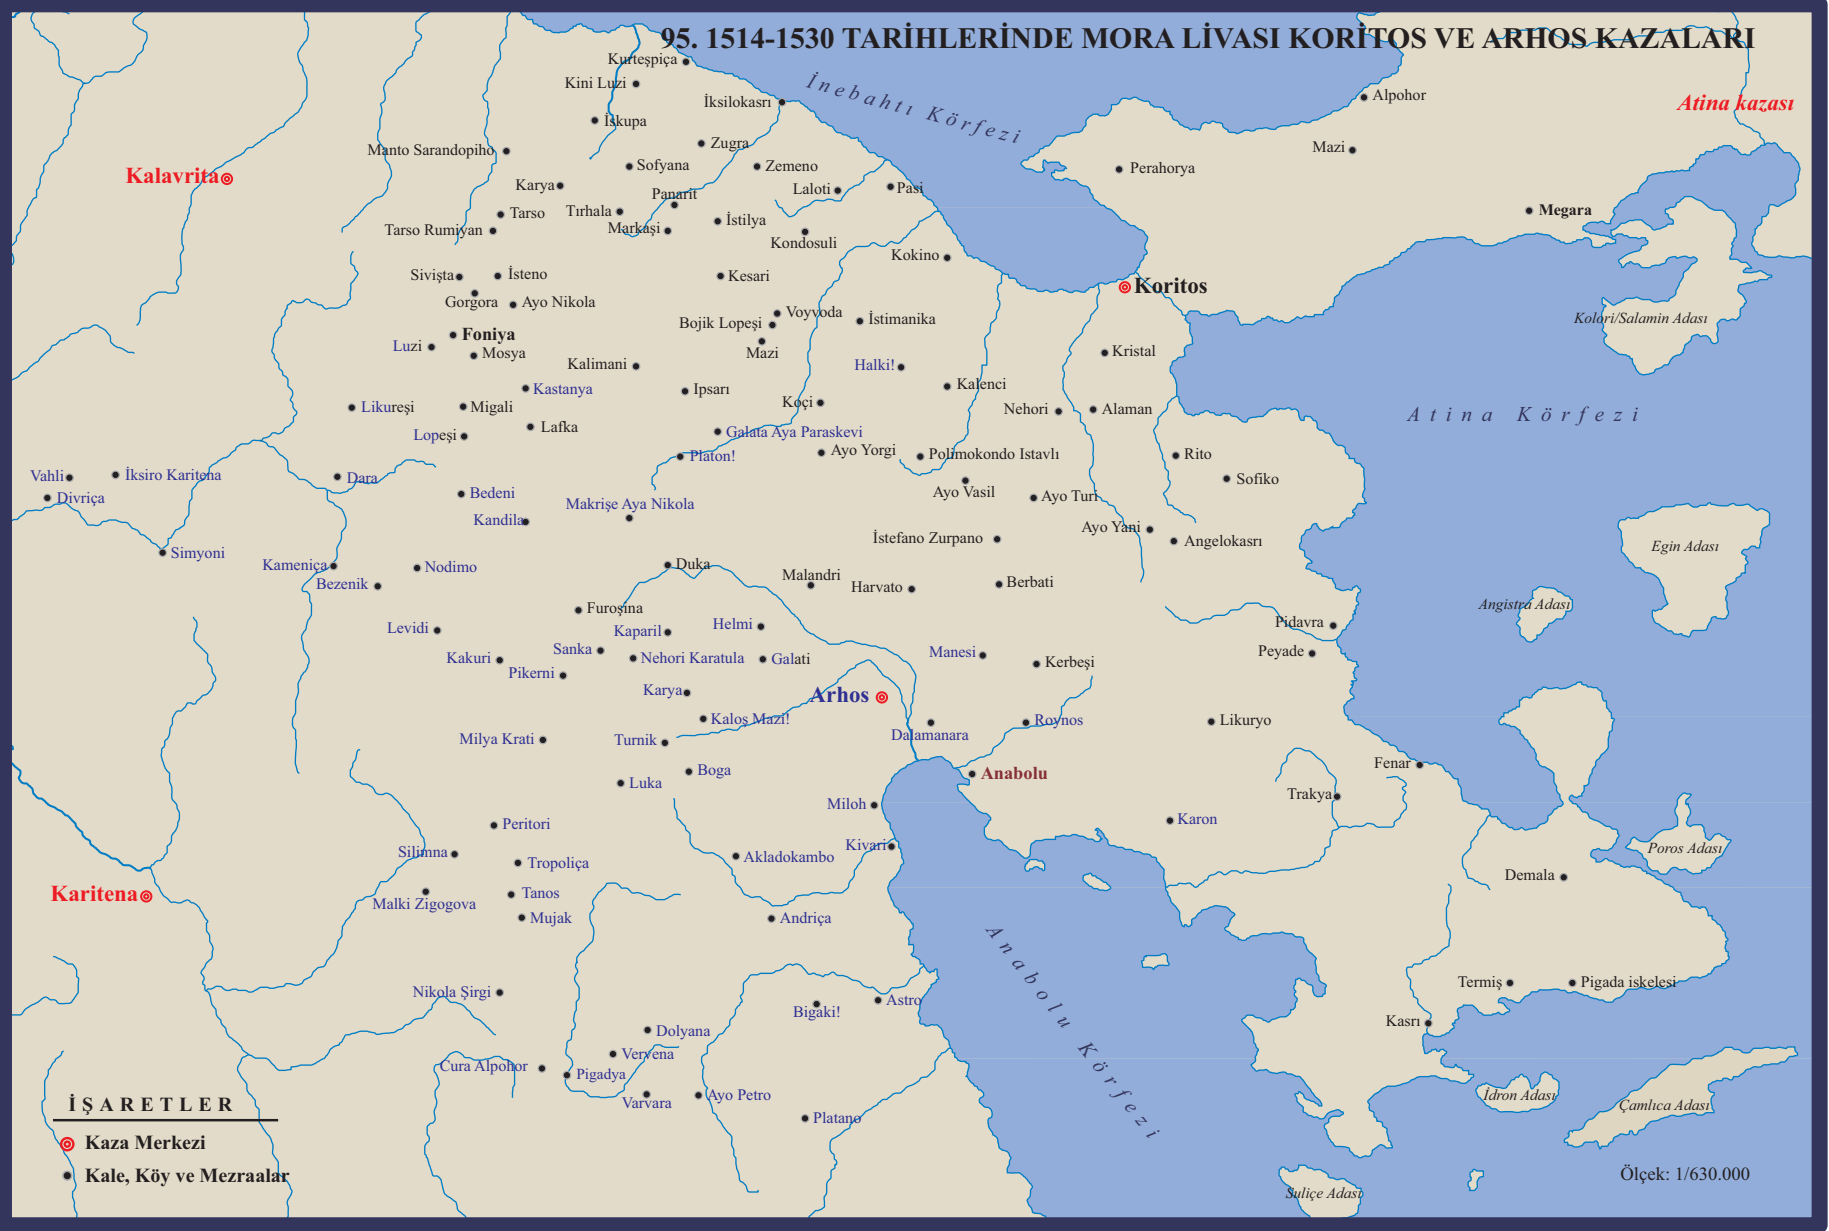 95. 1514-1530 TARİHLERİNDE MORA LİVASI KORİTOS VE ARHOS KAZALARI
Kurteşpiça
Kini Luzi
İnebahtı Körfezi
Alpohor
Atina kazası
İksilokasrı
İskupa
Zugra
Mazi
Manto Sarandopiho
Sofyana
Zemeno
Perahorya
Kalavrita
Karya
Panarit
Laloti
Pasi
Tarso
Tırhala
İstilya
Megara
Tarso Rumiyan
Markaşi
Kondosuli
Kokino
Sivişta
İsteno
Kesari
Koritos
Gorgora
Ayo Nikola
Voyvoda
Bojik Lopeşi
İstimanika
Kolori/Salamin Adası
Foniya
Luzi
Mosya
Mazi
Kristal
Kalimani
Halki!
Kastanya
Ipsarı
Kalenci
Likureşi
Migali
Koçi
Nehori
Alaman
Atina Körfezi
Lopeşi
Lafka
Galata Aya Paraskevi
Platon!
Ayo Yorgi
Polimokondo Istavlı
Rito
Vahli
İksiro Karitena
Dara
Sofiko
Divriça
Bedeni
Ayo Vasil
Ayo Turi
Makrişe Aya Nikola
Kandila
Ayo Yani
İstefano Zurpano
Angelokasrı
Egin Adası
Simyoni
Kameniça
Nodimo
Duka
Malandri
Bezenik
Harvato
Berbati
Furoşına
Angistra Adası
Levidi
Kaparil
Helmi
Pidavra
Sanka
Nehori Karatula
Galati
Manesi
Kerbeşi
Peyade
Kakuri
Pikerni
Karya
Arhos
Kaloş Mazi!
Dalamanara
Roynos
Likuryo
Milya Krati
Turnik
Boga
Anabolu
Fenar
Luka
Trakya
Miloh
Peritori
Karon
Silimna
Tropoliça
Akladokambo
Kivari
Poros Adası
Karitena
Malki Zigogova
Tanos
Demala
Mujak
Andriça
Anabolu Körfezi
Nikola Şirgi
Bigaki!
Astro
Termiş
Pigada iskelesi
Dolyana
Kasrı
Vervena
Cura Alpohor
Pigadya
Varvara
Ayo Petro
İdron Adası
Çamlıca Adası
Platano
İŞARETLER
Kaza Merkezi
Kale, Köy ve Mezraalar
Ölçek: 1/630.000
Suliçe Adası